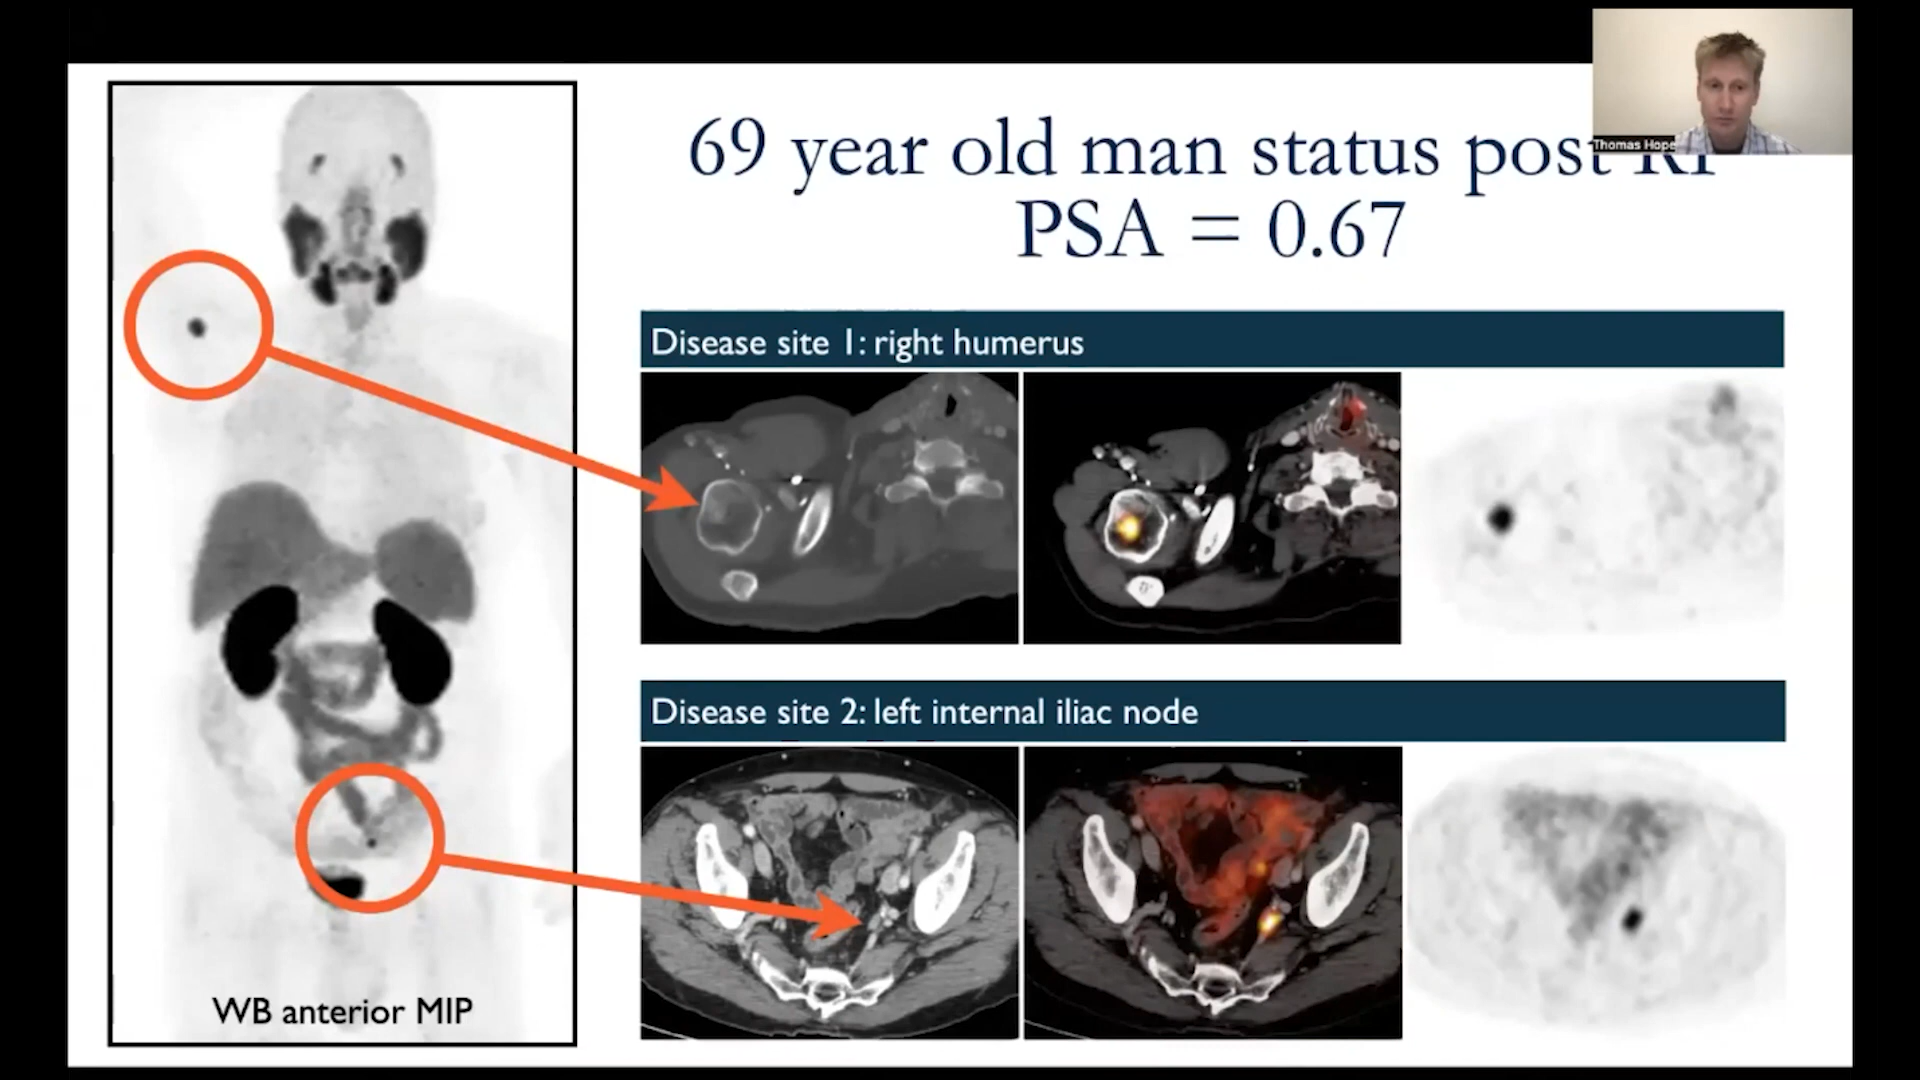 69 year old man status post
PSA = 0.67
Thomas Hope
Disease site 1: right humerus
Disease site 2: left internal iliac node
WB anterior MIP